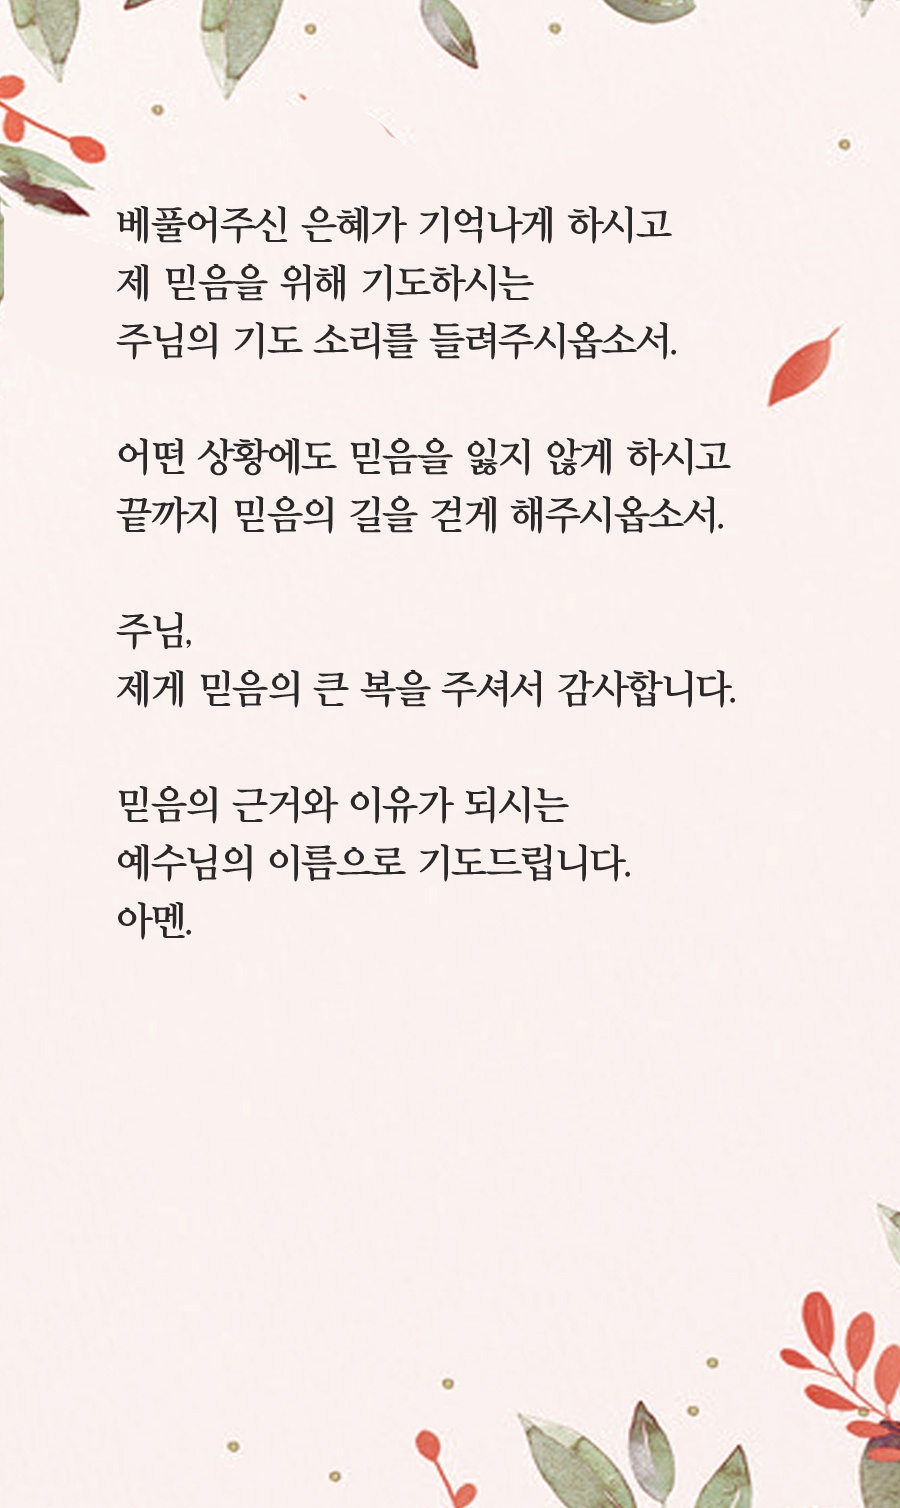 베풀어주신 은혜가 기억나게 하시고
제 믿음을 위해 기도하시는
주님의 기도 소리를 들려주시옵소서.
어떤 상황에도 믿음을 잃지 않게 하시고
끝까지 믿음의 길을 걷게 해주시옵소서.
주님,
제게 믿음의 큰 복을 주셔서 감사합니다.
믿음의 근거와 이유가 되시는
예수님의 이름으로 기도드립니다.
아멘.